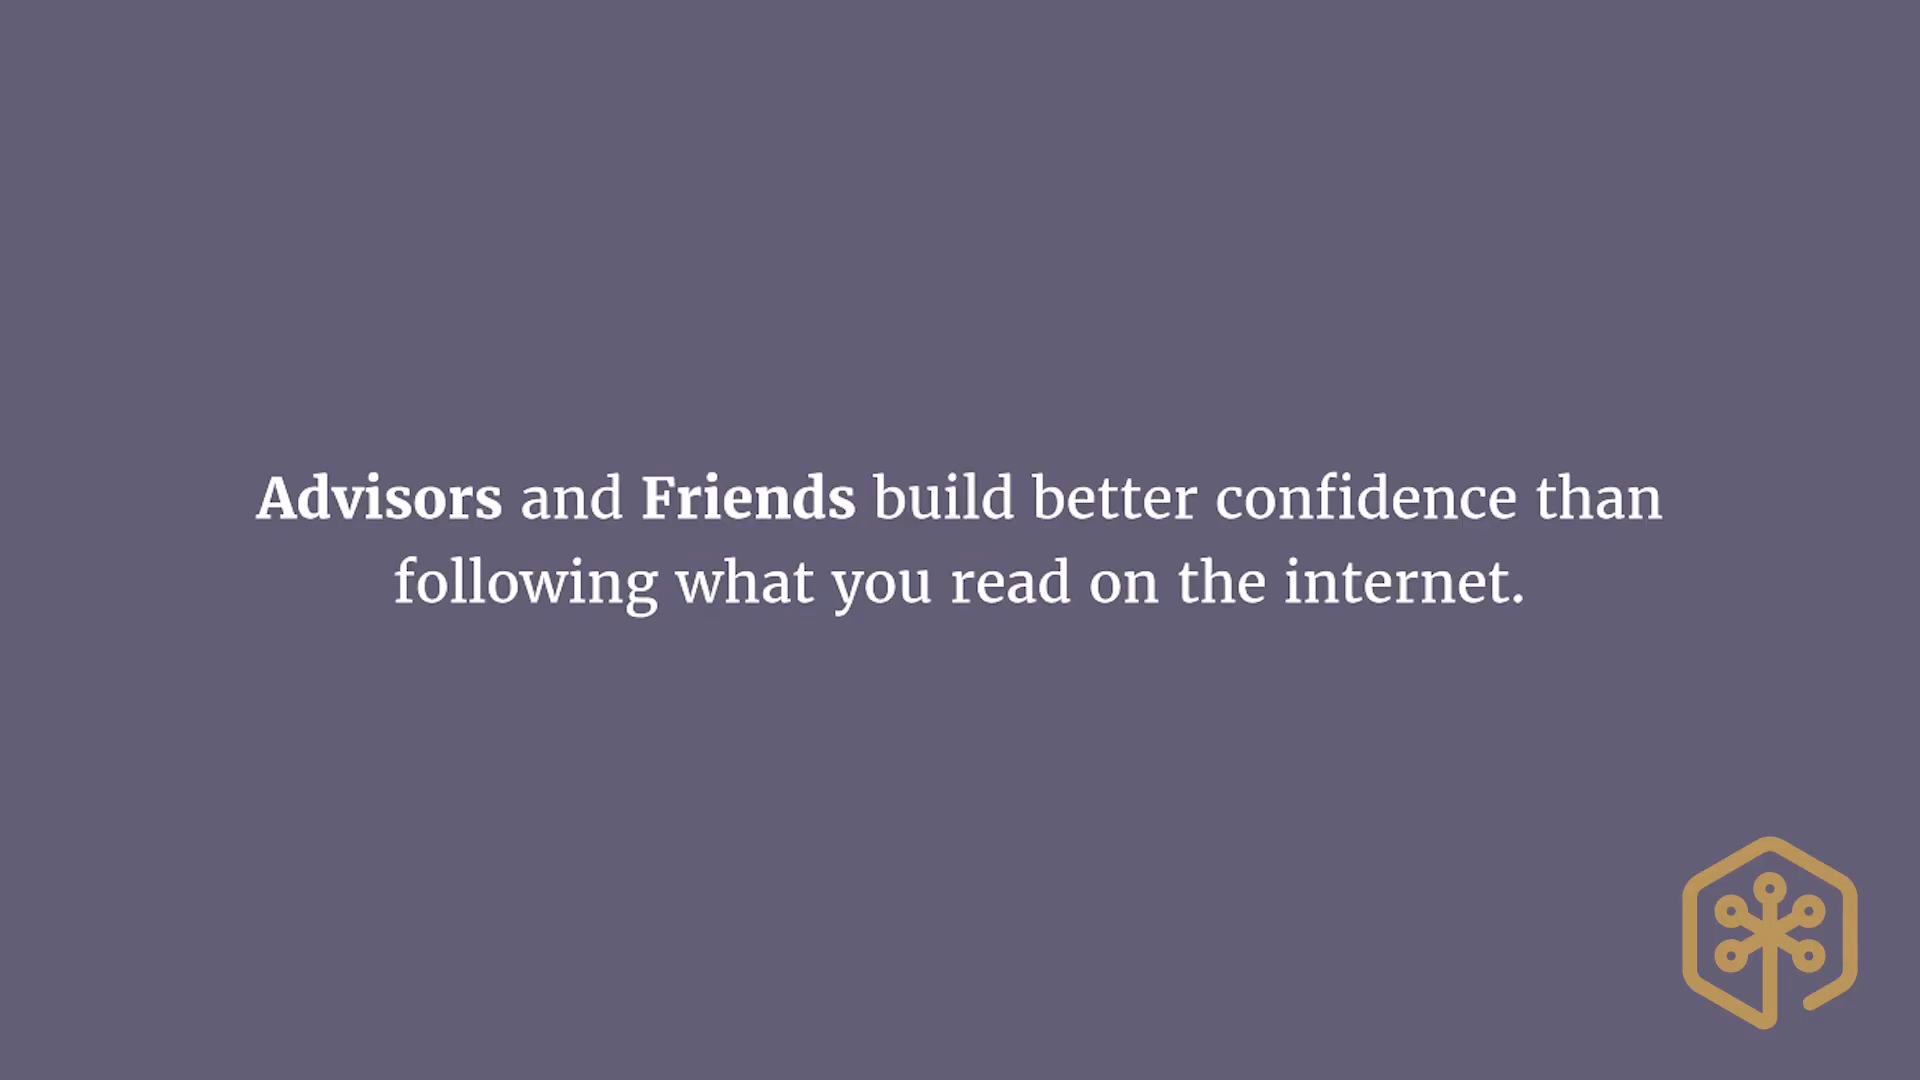 Advisors and Friends build better confidence than
following what you read on the internet.